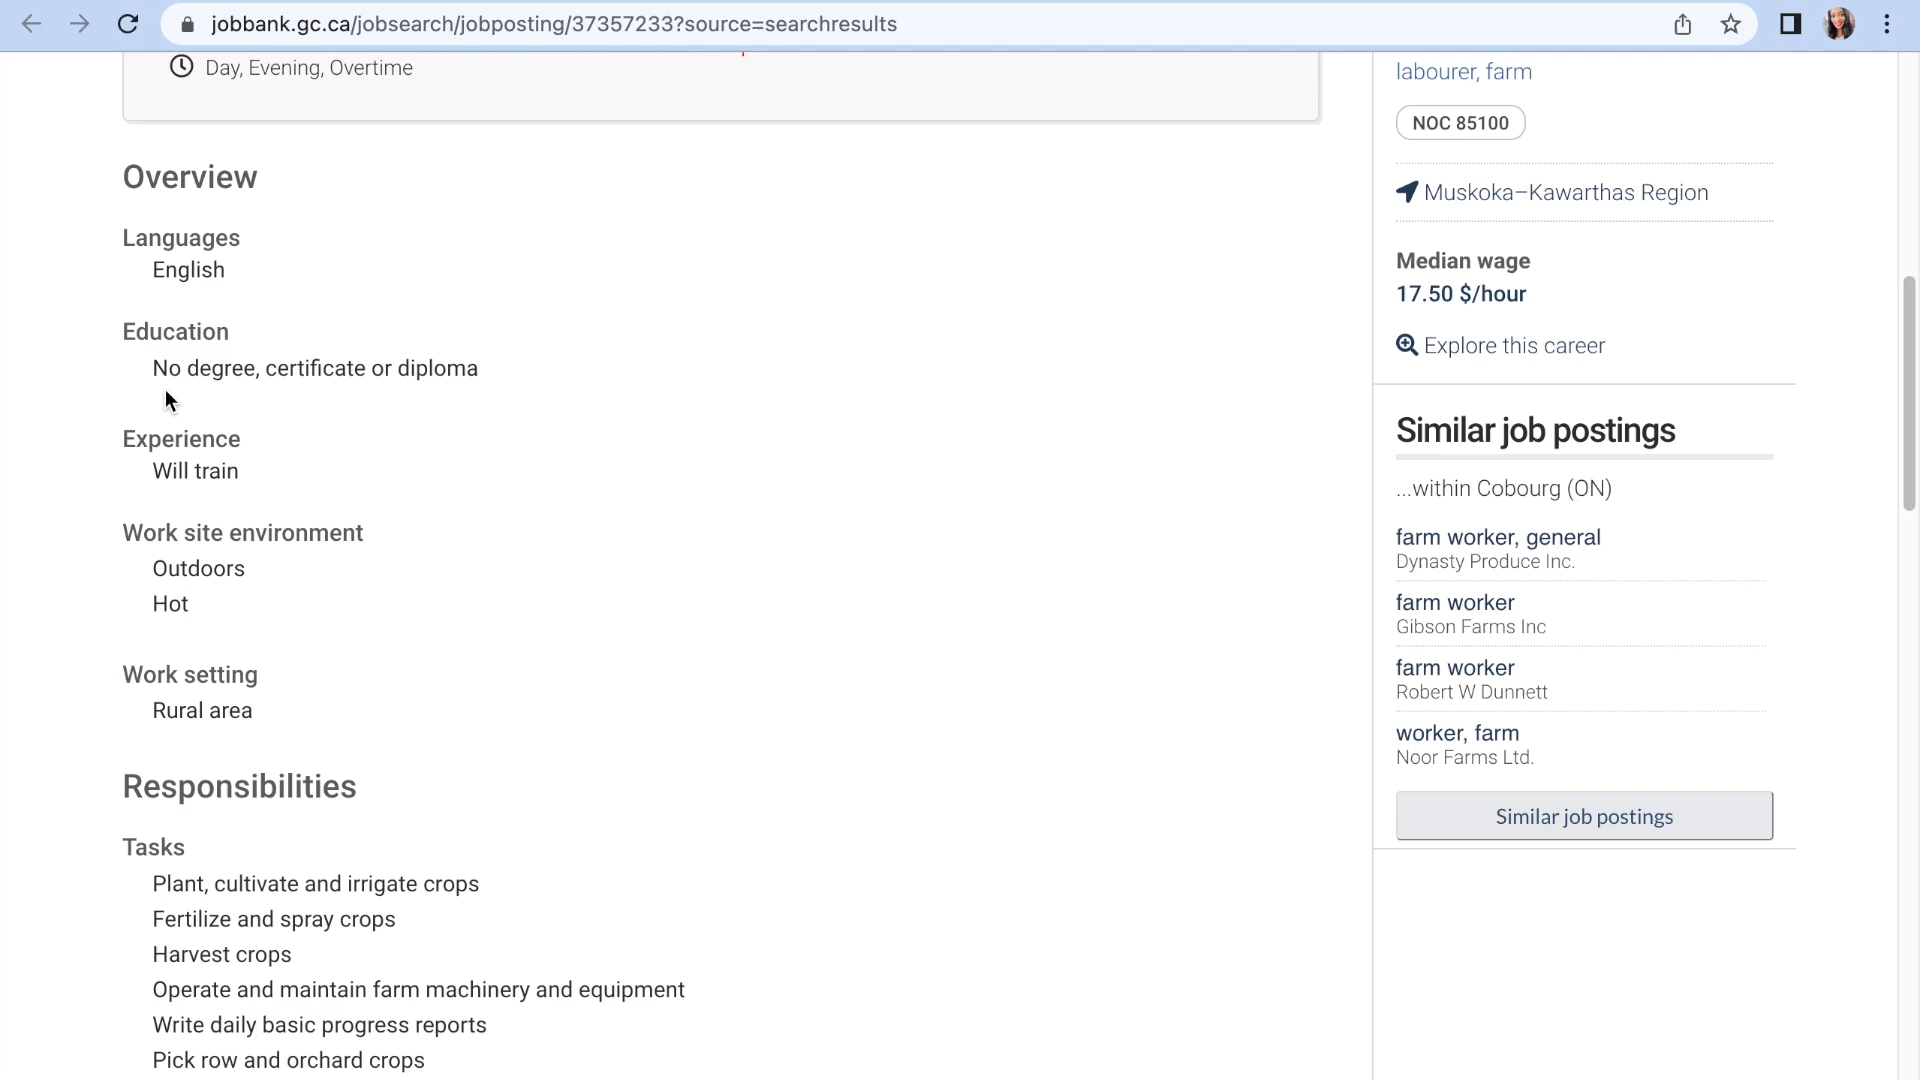 jobbank.gc.ca/jobsearch/jobposting/37357233?source=searchresults
Day, Evening, Overtime
Overview
Languages
English
Education
No degree, certificate or diploma
Experience
Will train
Work site environment
Outdoors
Hot
Work setting
Rural area
Responsibilities
Tasks
Plant, cultivate and irrigate crops
Fertilize and spray crops
Harvest crops
Operate and maintain farm machinery and equipment
Write daily basic progress reports
Pick row and orchard crops
labourer, farm
NOC 85100
Muskoka–Kawarthas Region
Median wage
17.50 $/hour
Explore this career
Similar job postings
...within Cobourg (ON)
farm worker, general
Dynasty Produce Inc.
farm worker
Gibson Farms Inc
farm worker
Robert W Dunnett
worker, farm
Noor Farms Ltd.
Similar job postings